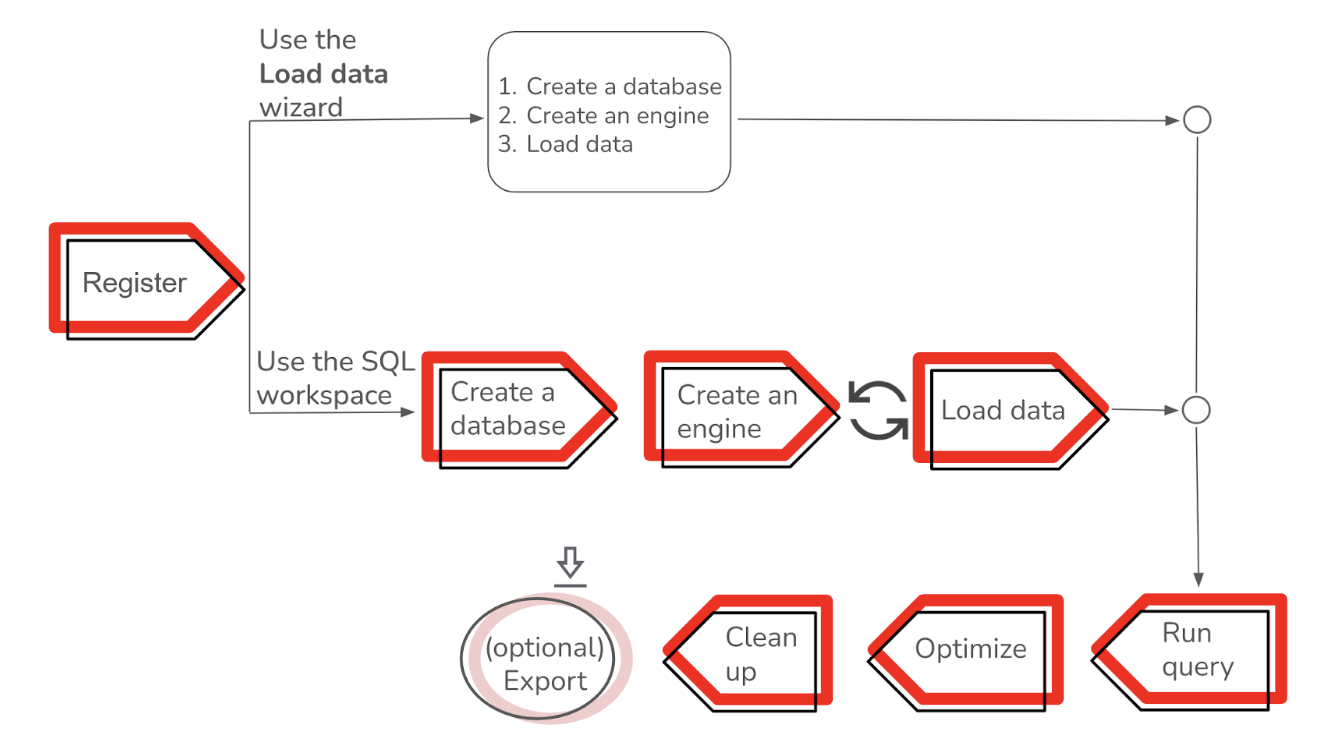 Use the
Load data
wizard
1. Create a database
2. Create an engine
3. Load data
Register
Use the SQL
workspace
Create a
database
Create an
engine
Load data
(optional)
Export
Clean
up
Optimize
Run
query